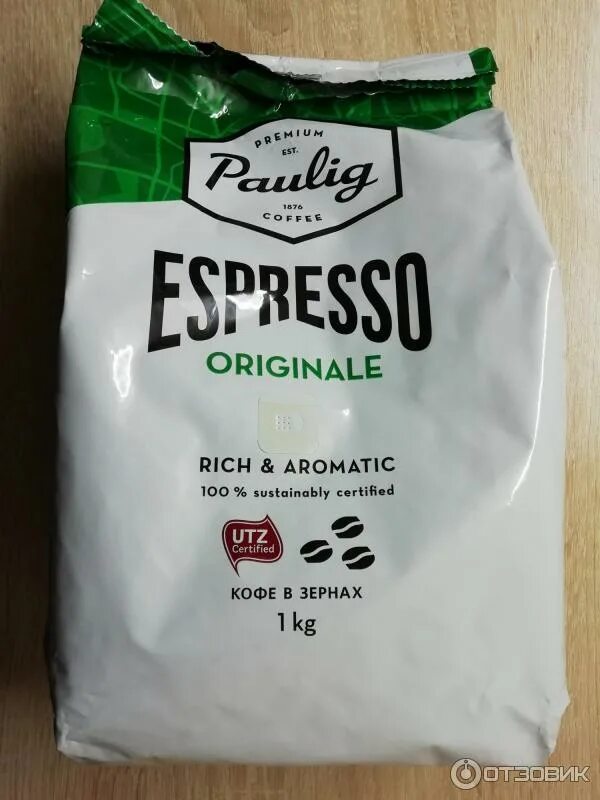 PREMIUM
EST.
Paulig
1876
COFFEE
ESPRESSO
ORIGINALE
RICH & AROMATIC
100 % sustainably certified
UTZ
Certified
КОФЕ В ЗЕРНАХ
1 kg
ОТЗОВИК